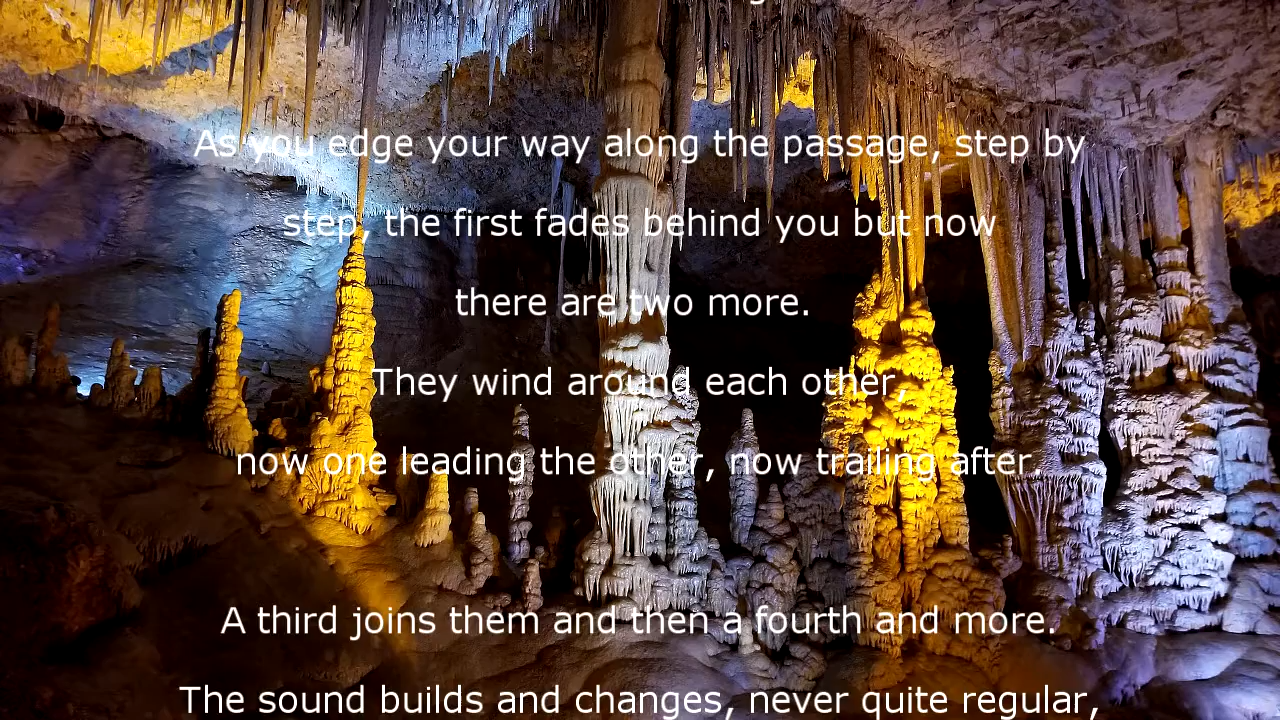 As you edge your way along the passage, step by
step, the first fades behind you but now
there are two more.
They wind around each other,
now one leading the other, now trailing after.
A third joins them and then a fourth and more.
The sound builds and changes, never quite regular,